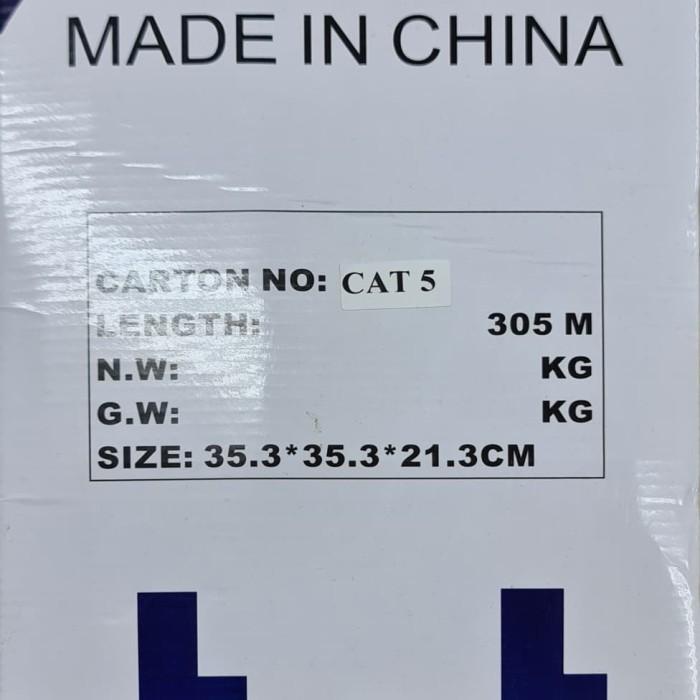 MADE IN CHINA
CARTON NO: CAT 5
LENGTH: 305 M
N.W: KG
G.W: KG
SIZE: 35.3*35.3*21.3CM